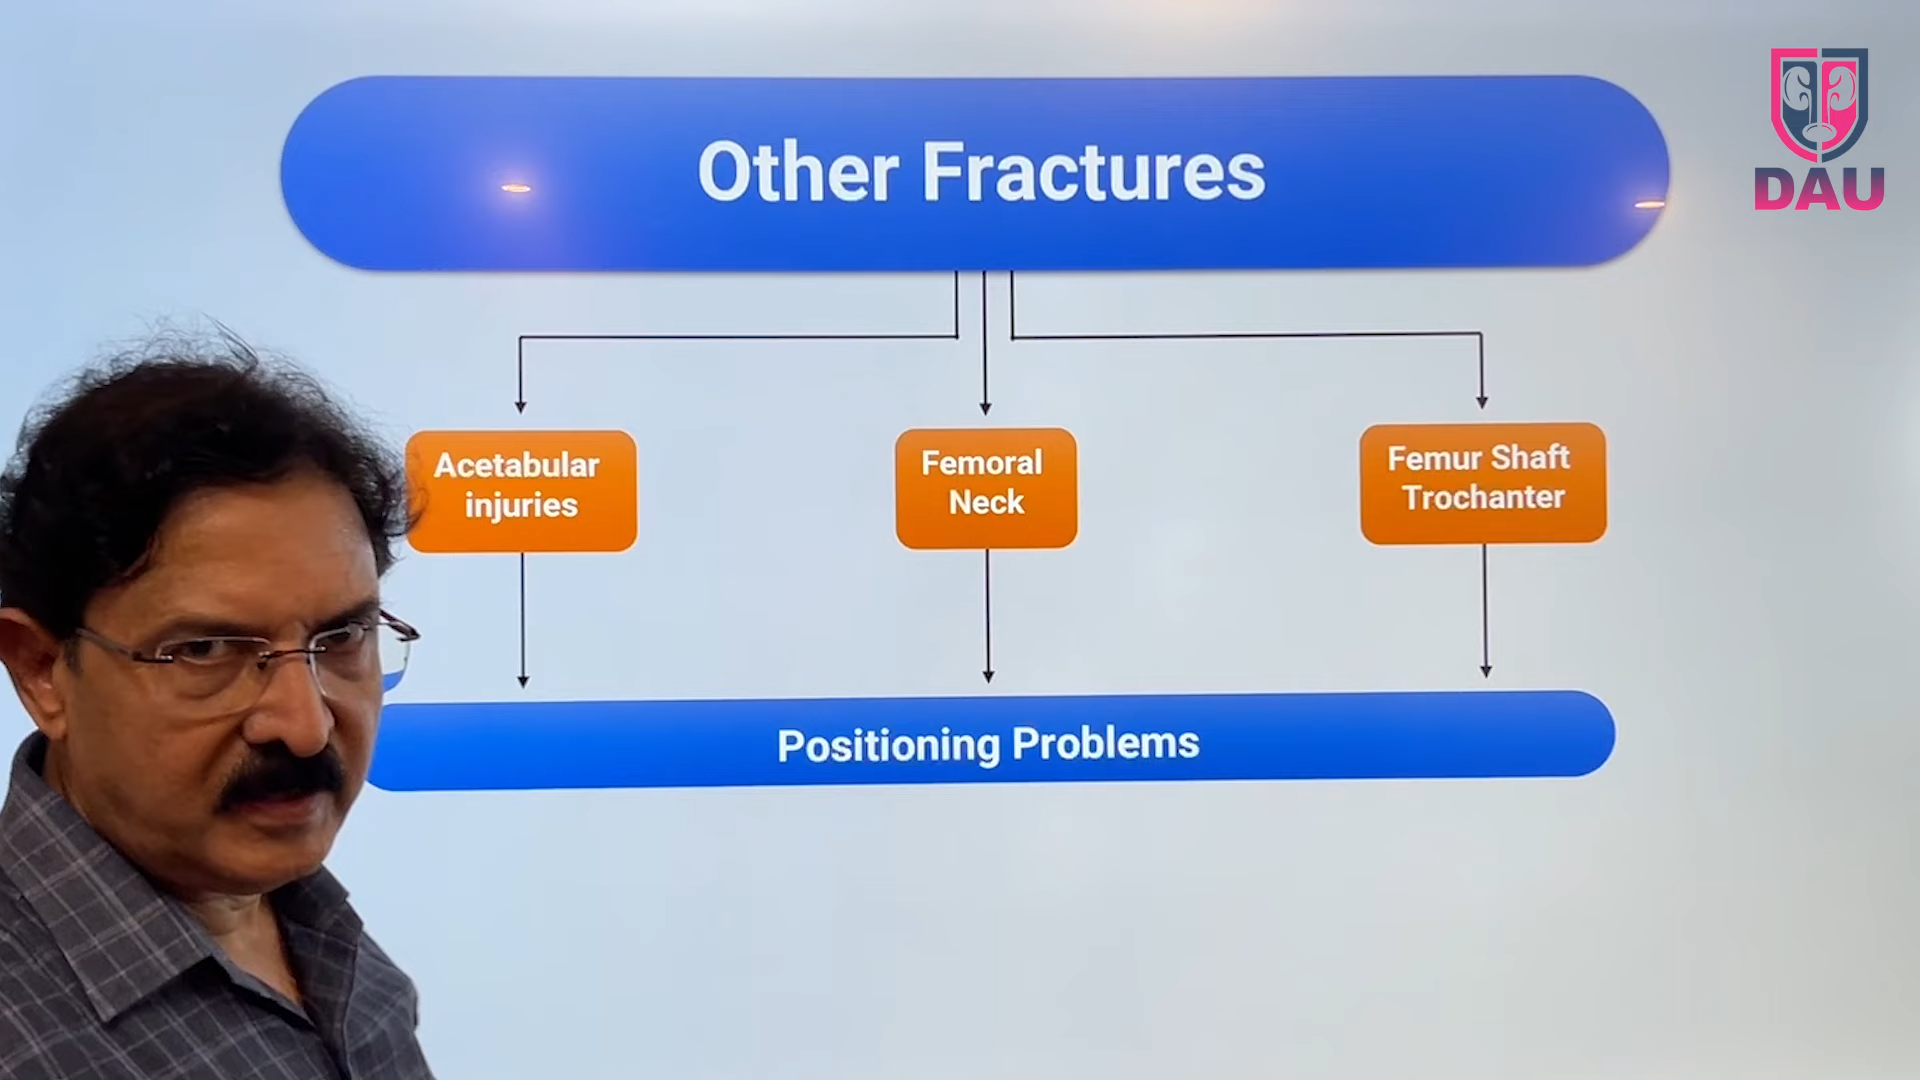 DAU
Other Fractures
Acetabular
injuries
Femoral
Neck
Femur Shaft
Trochanter
Positioning Problems